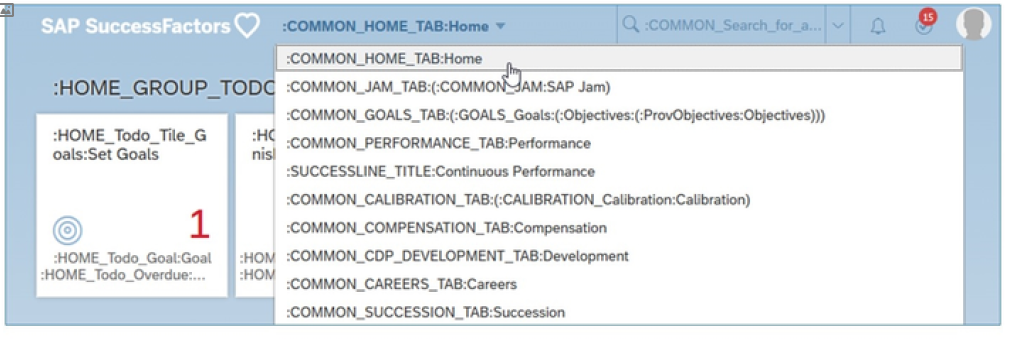 SAP SuccessFactors
:COMMON_HOME_TAB:Home
:COMMON_Search_for_a...
15
:COMMON_HOME_TAB:Home
:COMMON_JAM_TAB:(:COMMON_JAM:SAP Jam)
:COMMON_GOALS_TAB:(:GOALS_Goals:(:Objectives:(:ProvObjectives:Objectives)))
:COMMON_PERFORMANCE_TAB:Performance
:SUCCESSLINE_TITLE:Continuous Performance
:COMMON_CALIBRATION_TAB:(:CALIBRATION_Calibration:Calibration)
:COMMON_COMPENSATION_TAB:Compensation
:COMMON_CDP_DEVELOPMENT_TAB:Development
:COMMON_CAREERS_TAB:Careers
:COMMON_SUCCESSION_TAB:Succession
:HOME_GROUP_TODO
:HOME_Todo_Tile_G
oals:Set Goals
1
:HOME_Todo_Goal:Goal
:HOME_Todo_Overdue:...
:HO
nis
:HOM
:HOM